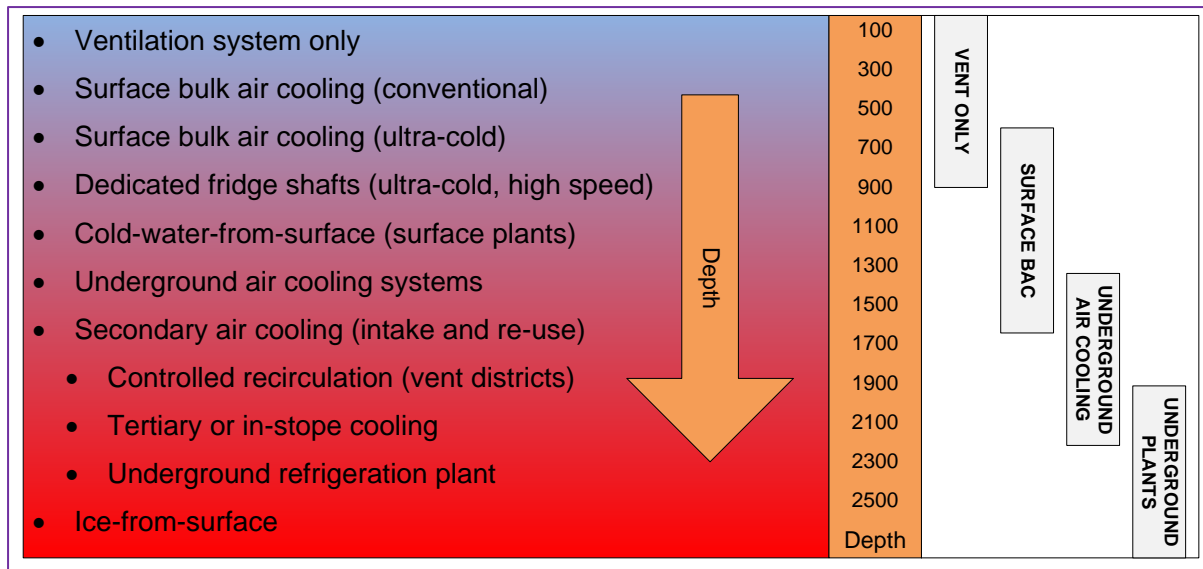 • Ventilation system only
• Surface bulk air cooling (conventional)
• Surface bulk air cooling (ultra-cold)
• Dedicated fridge shafts (ultra-cold, high speed)
• Cold-water-from-surface (surface plants)
• Underground air cooling systems
• Secondary air cooling (intake and re-use)
• Controlled recirculation (vent districts)
• Tertiary or in-stope cooling
• Underground refrigeration plant
• Ice-from-surface
Depth
100
300
500
700
900
1100
1300
1500
1700
1900
2100
2300
2500
Depth
VENT ONLY
SURFACE BAC
UNDERGROUND
AIR COOLING
UNDERGROUND
PLANTS